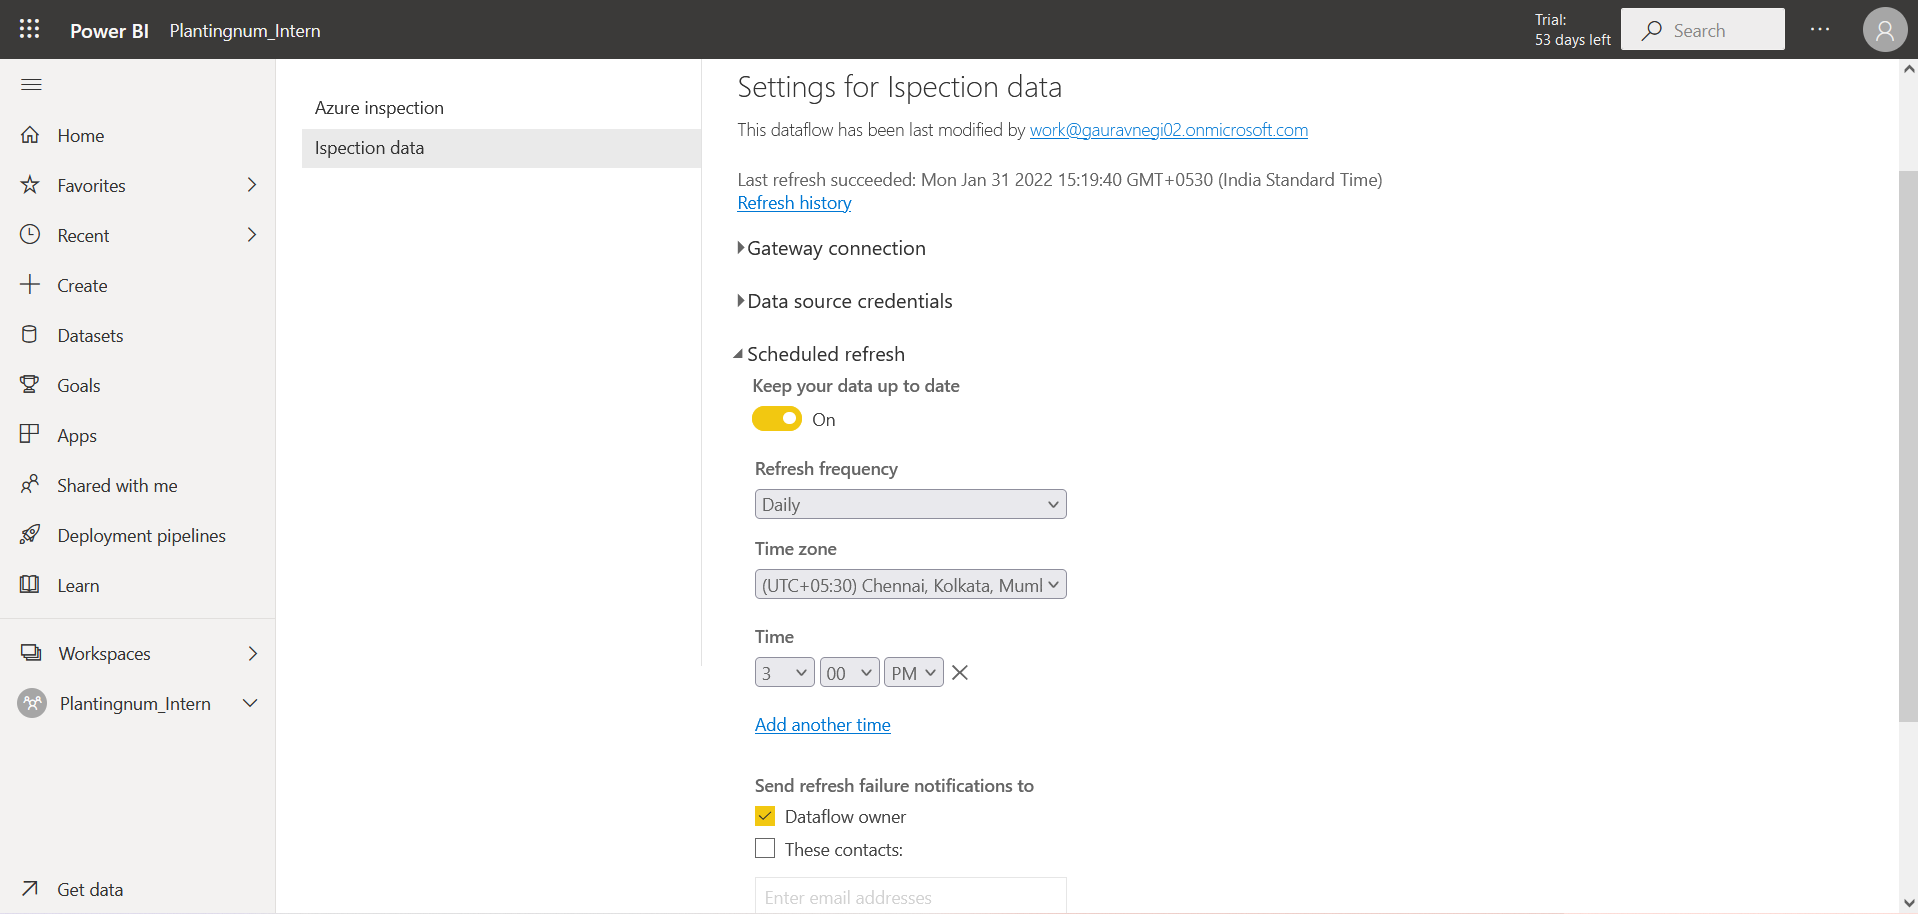 Power BI Plantingnum_Intern
Trial:
53 days left
Search
Home
Favorites
Recent
Create
Datasets
Goals
Apps
Shared with me
Deployment pipelines
Learn
Workspaces
Plantingnum_Intern
Get data
Azure inspection
Ispection data
Settings for Ispection data
This dataflow has been last modified by work@gauravnegi02.onmicrosoft.com
Last refresh succeeded: Mon Jan 31 2022 15:19:40 GMT+0530 (India Standard Time)
Refresh history
Gateway connection
Data source credentials
Scheduled refresh
Keep your data up to date
On
Refresh frequency
Daily
Time zone
(UTC+05:30) Chennai, Kolkata, Muml
Time
3 00 PM
Add another time
Send refresh failure notifications to
Dataflow owner
These contacts:
Enter email addresses